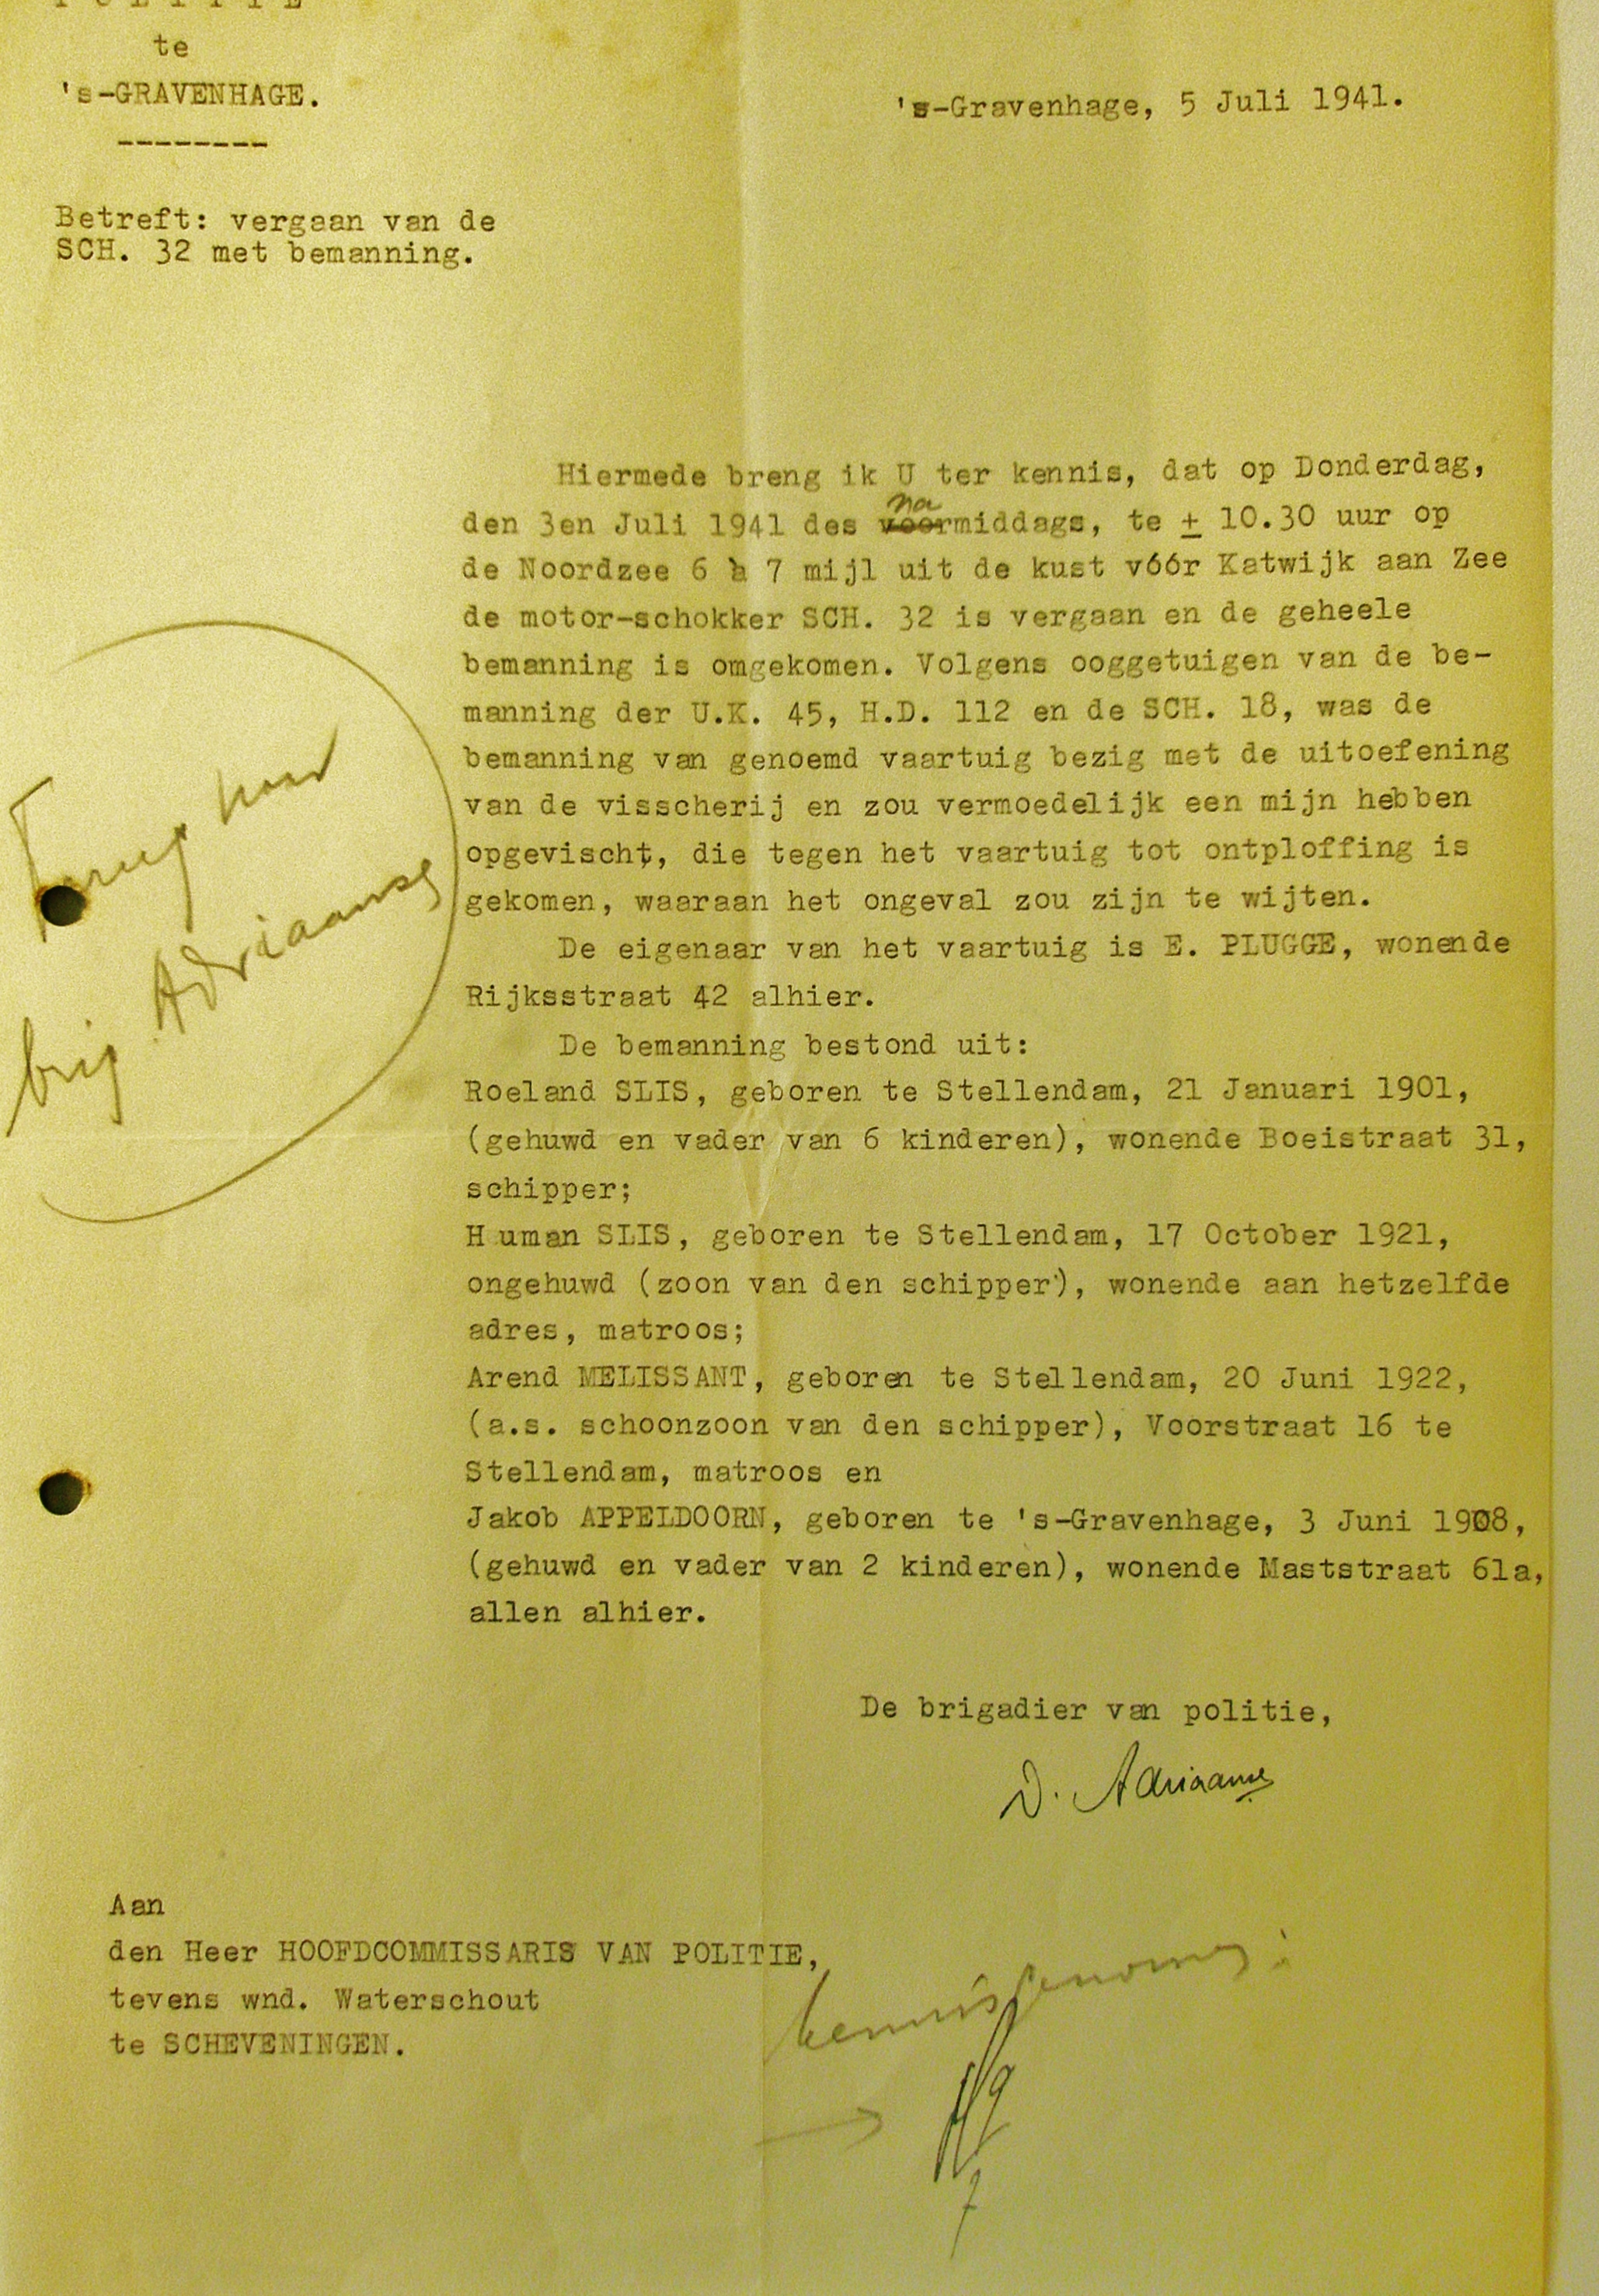 POLITIE
te
's-GRAVENHAGE.
--------
's-Gravenhage, 5 Juli 1941.
Betreft: vergaan van de
SCH. 32 met bemanning.
Hiermede breng ik U ter kennis, dat op Donderdag,
na
den 3en Juli 1941 des voormiddags, te ± 10.30 uur op
de Noordzee 6 à 7 mijl uit de kust vóór Katwijk aan Zee
de motor-schokker SCH. 32 is vergaan en de geheele
bemanning is omgekomen. Volgens ooggetuigen van de be-
manning der U.K. 45, H.D. 112 en de SCH. 18, was de
bemanning van genoemd vaartuig bezig met de uitoefening
van de visscherij en zou vermoedelijk een mijn hebben
opgevischt, die tegen het vaartuig tot ontploffing is
gekomen, waaraan het ongeval zou zijn te wijten.
De eigenaar van het vaartuig is E. PLUGGE, wonende
Rijksstraat 42 alhier.
De bemanning bestond uit:
Roeland SLIS, geboren te Stellendam, 21 Januari 1901,
(gehuwd en vader van 6 kinderen), wonende Boeistraat 31,
schipper;
Human SLIS, geboren te Stellendam, 17 October 1921,
ongehuwd (zoon van den schipper), wonende aan hetzelfde
adres, matroos;
Arend MELISSANT, geboren te Stellendam, 20 Juni 1922,
(a.s. schoonzoon van den schipper), Voorstraat 16 te
Stellendam, matroos en
Jakob APPELDOORN, geboren te 's-Gravenhage, 3 Juni 1908,
(gehuwd en vader van 2 kinderen), wonende Maststraat 61a,
allen alhier.
Terug naar
brig Adriaanse
De brigadier van politie,
D. Adriaanse
Aan
den Heer HOOFDCOMMISSARIS VAN POLITIE,
tevens wnd. Waterschout
te SCHEVENINGEN.
kennisgenomen: